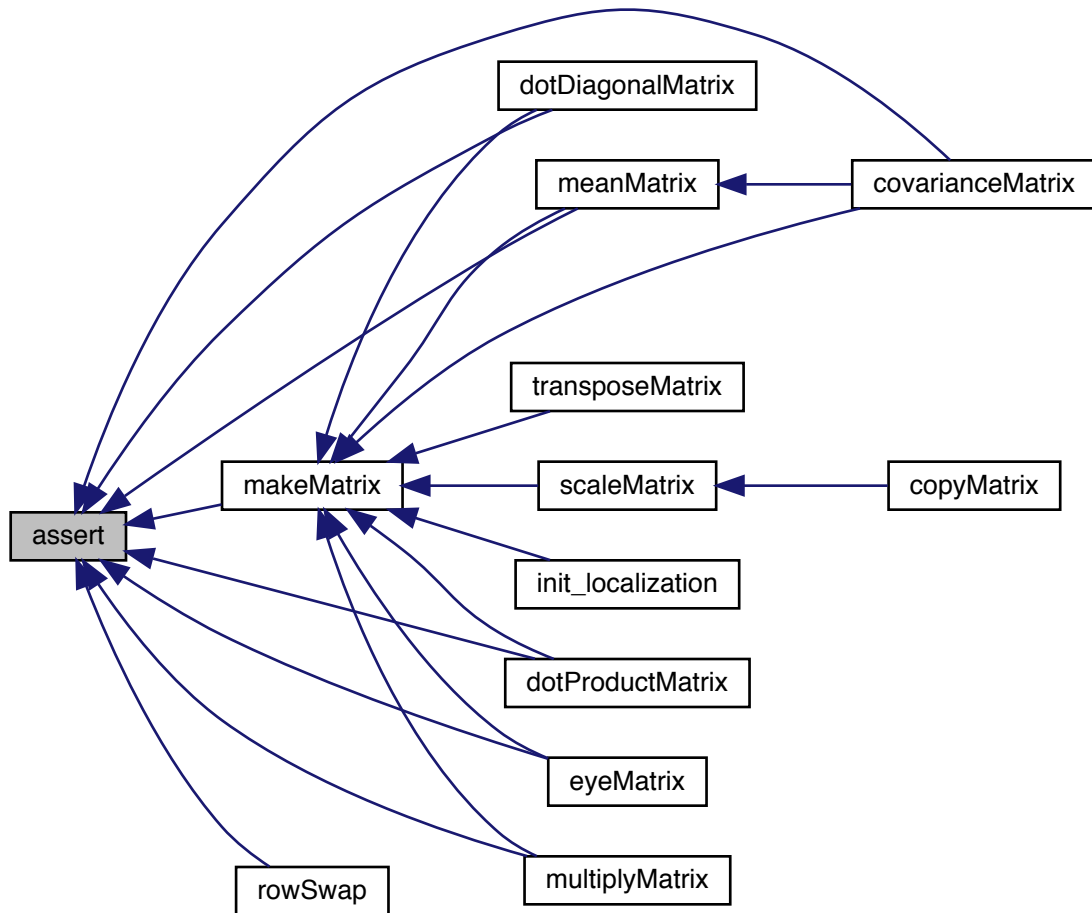 dotDiagonalMatrix
meanMatrix
covarianceMatrix
transposeMatrix
makeMatrix
scaleMatrix
copyMatrix
assert
init_localization
dotProductMatrix
eyeMatrix
multiplyMatrix
rowSwap